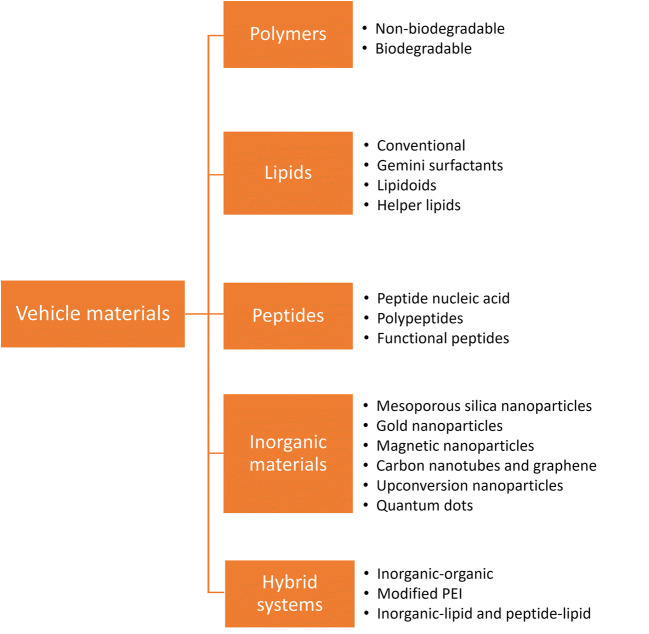 Polymers
• Non-biodegradable
• Biodegradable
Lipids
• Conventional
• Gemini surfactants
• Lipidoids
• Helper lipids
Vehicle materials
Peptides
• Peptide nucleic acid
• Polypeptides
• Functional peptides
Inorganic
materials
• Mesoporous silica nanoparticles
• Gold nanoparticles
• Magnetic nanoparticles
• Carbon nanotubes and graphene
• Upconversion nanoparticles
• Quantum dots
Hybrid
systems
• Inorganic-organic
• Modified PEI
• Inorganic-lipid and peptide-lipid